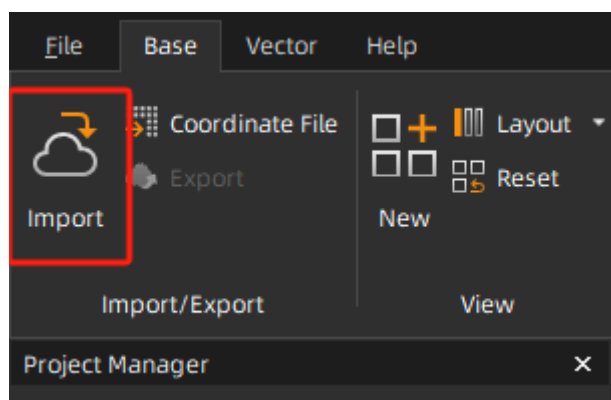 File Base Vector Help
Coordinate File Layout
Export Reset
Import New
Import/Export View
Project Manager